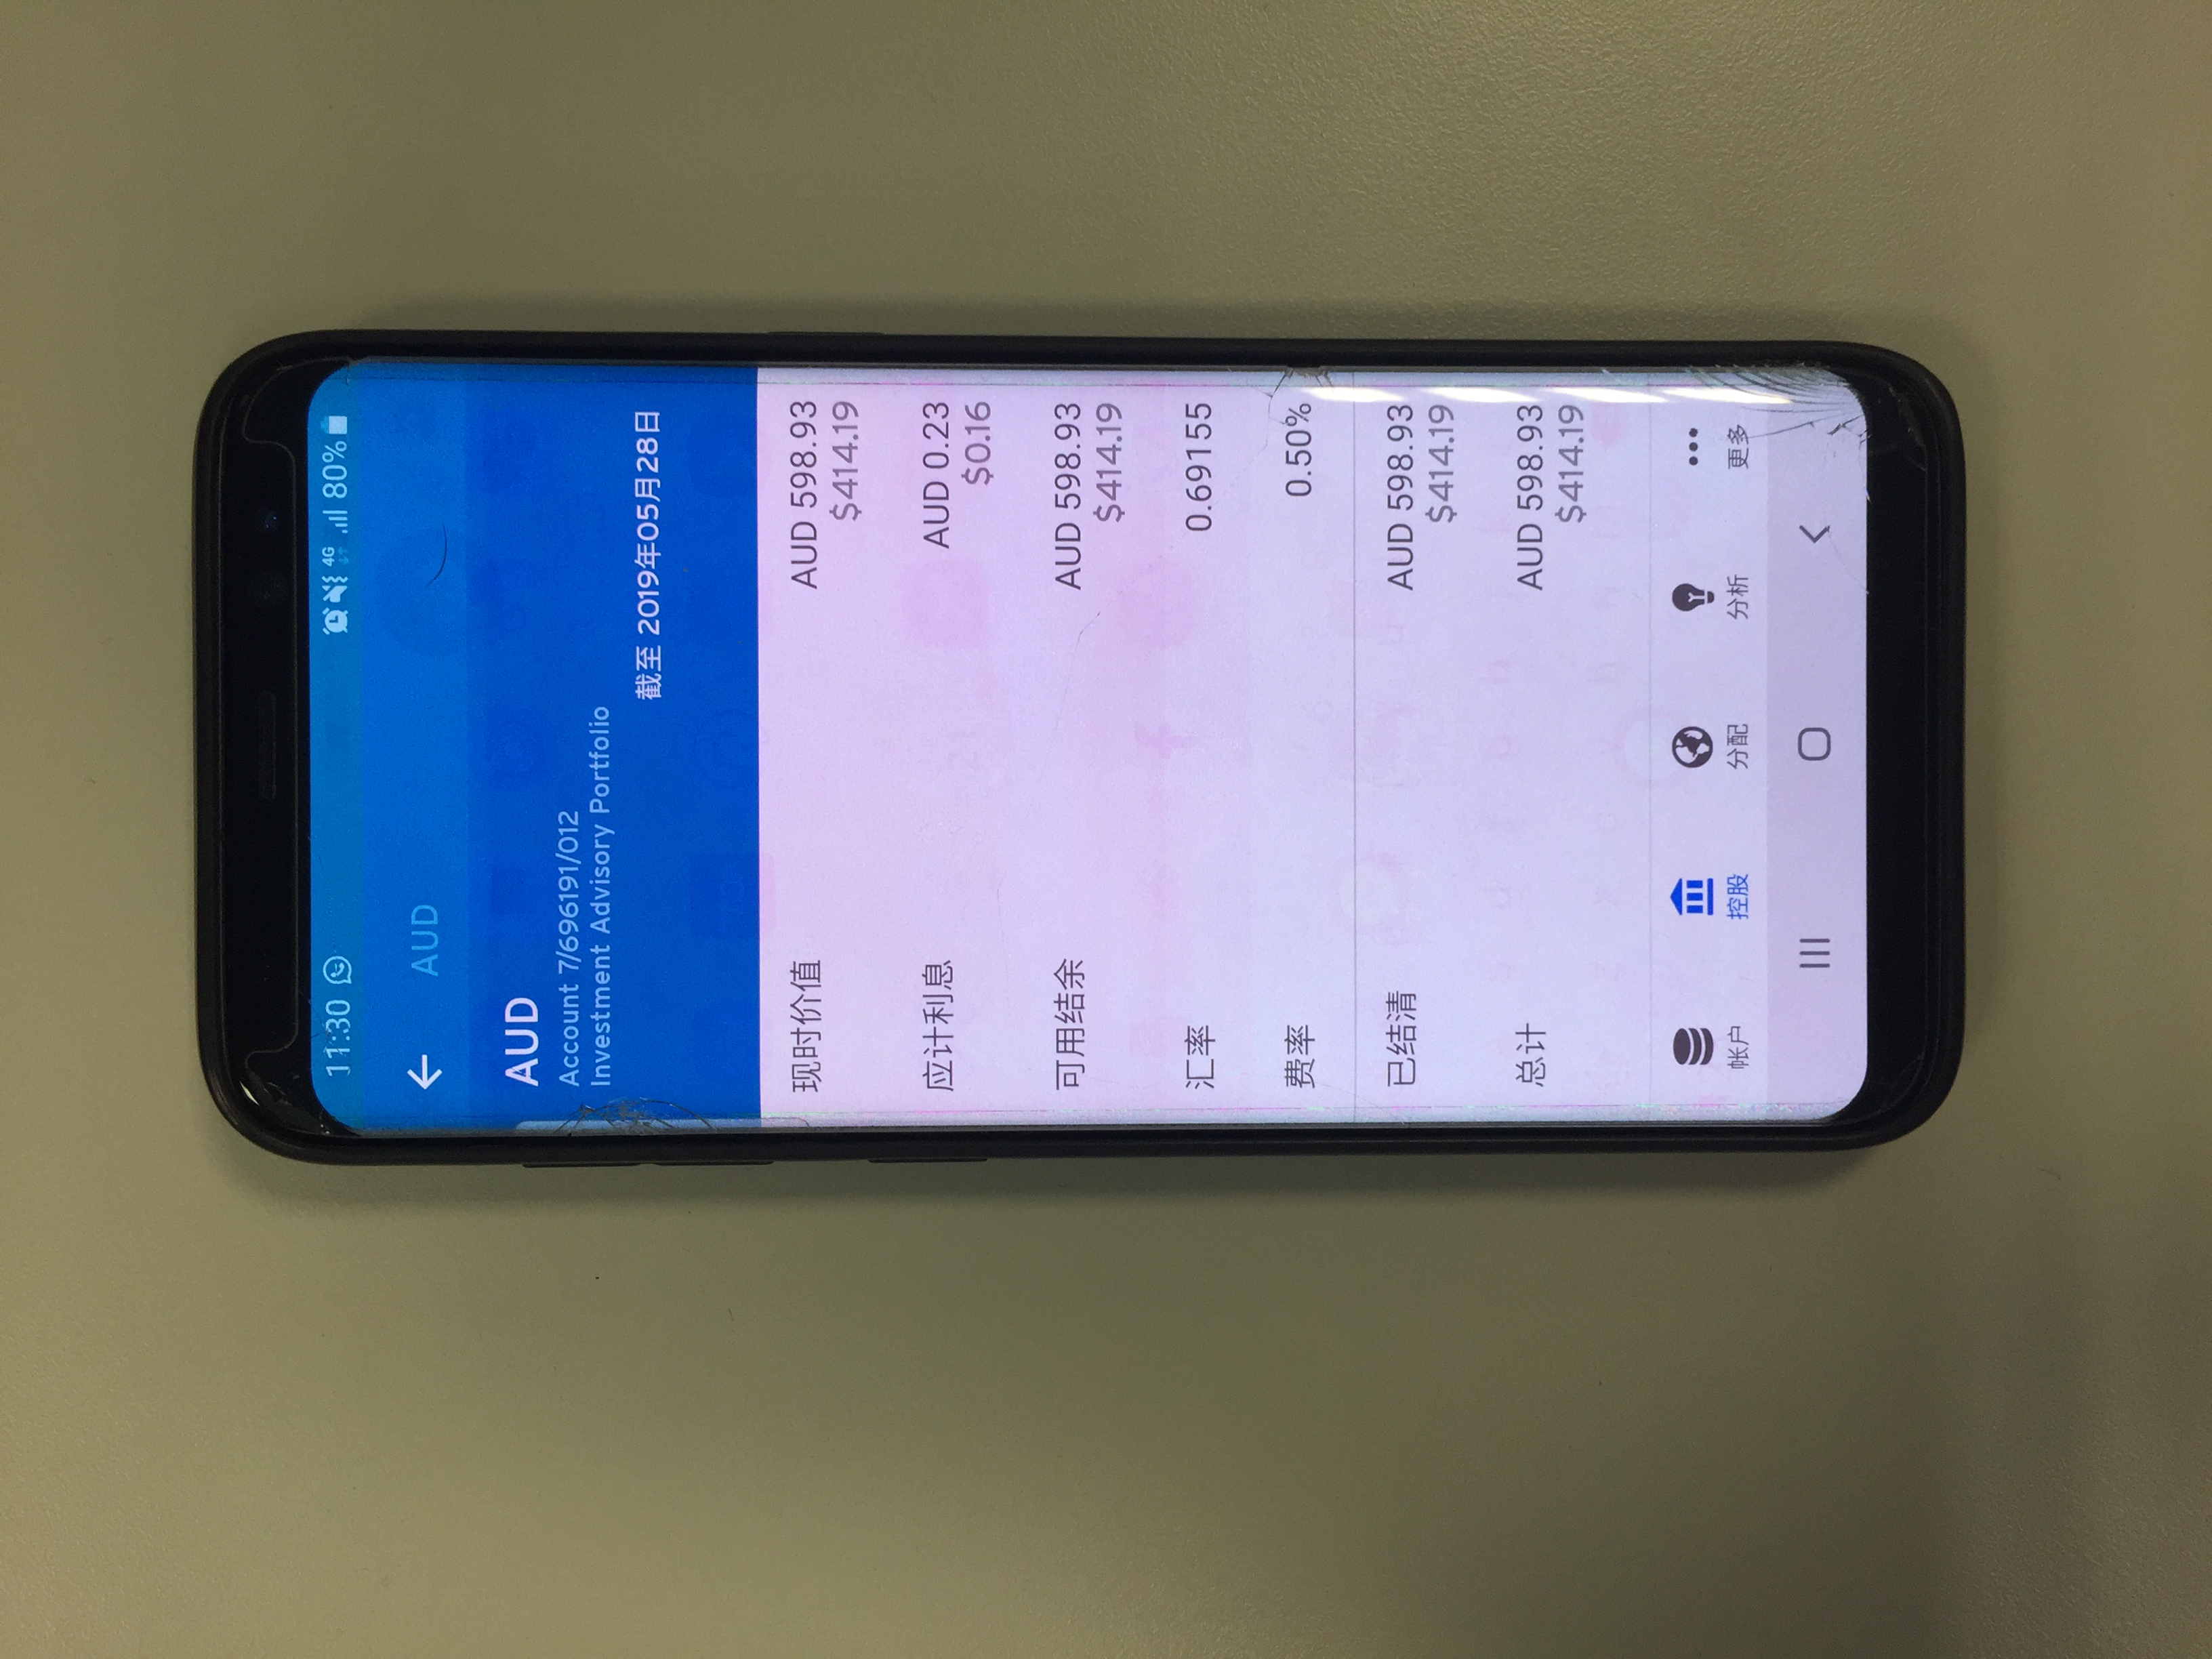 11:30 4G 80%
AUD
AUD
Account 7/696191/012
Investment Advisory Portfolio
截至 2019年05月28日
现时价值 AUD 598.93
$414.19
应计利息 AUD 0.23
$0.16
可用结余 AUD 598.93
$414.19
汇率 0.69155
费率 0.50%
已结清 AUD 598.93
$414.19
总计 AUD 598.93
$414.19
帐户 控股 分配 分析 更多